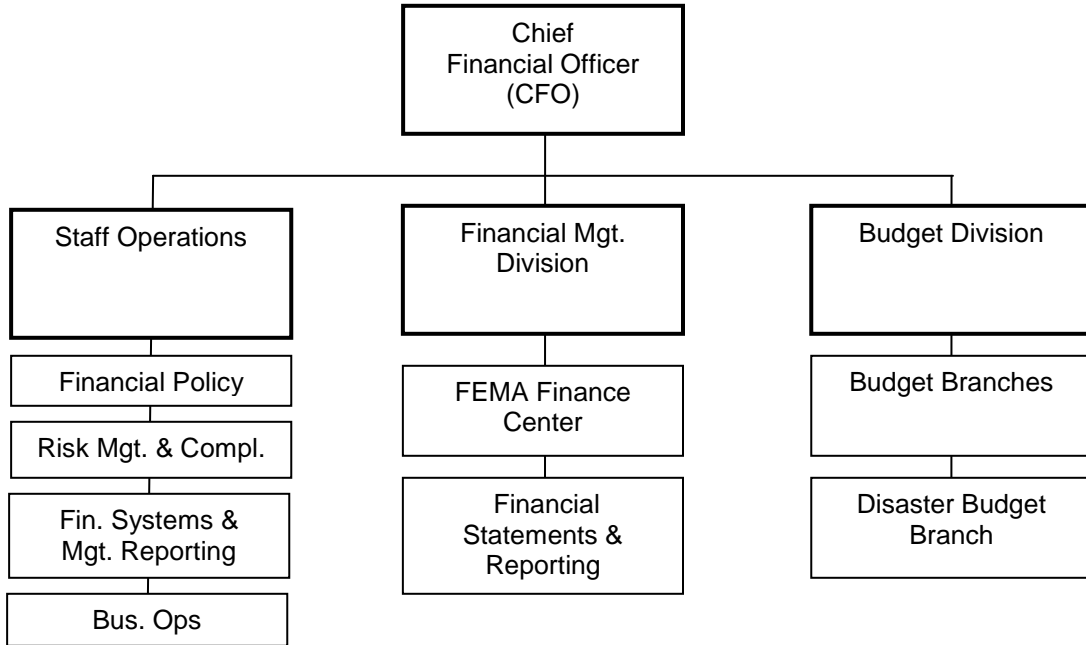 Chief
Financial Officer
(CFO)
Staff Operations
Financial Mgt.
Division
Budget Division
Financial Policy
Risk Mgt. & Compl.
Fin. Systems &
Mgt. Reporting
Bus. Ops
FEMA Finance
Center
Financial
Statements &
Reporting
Budget Branches
Disaster Budget
Branch